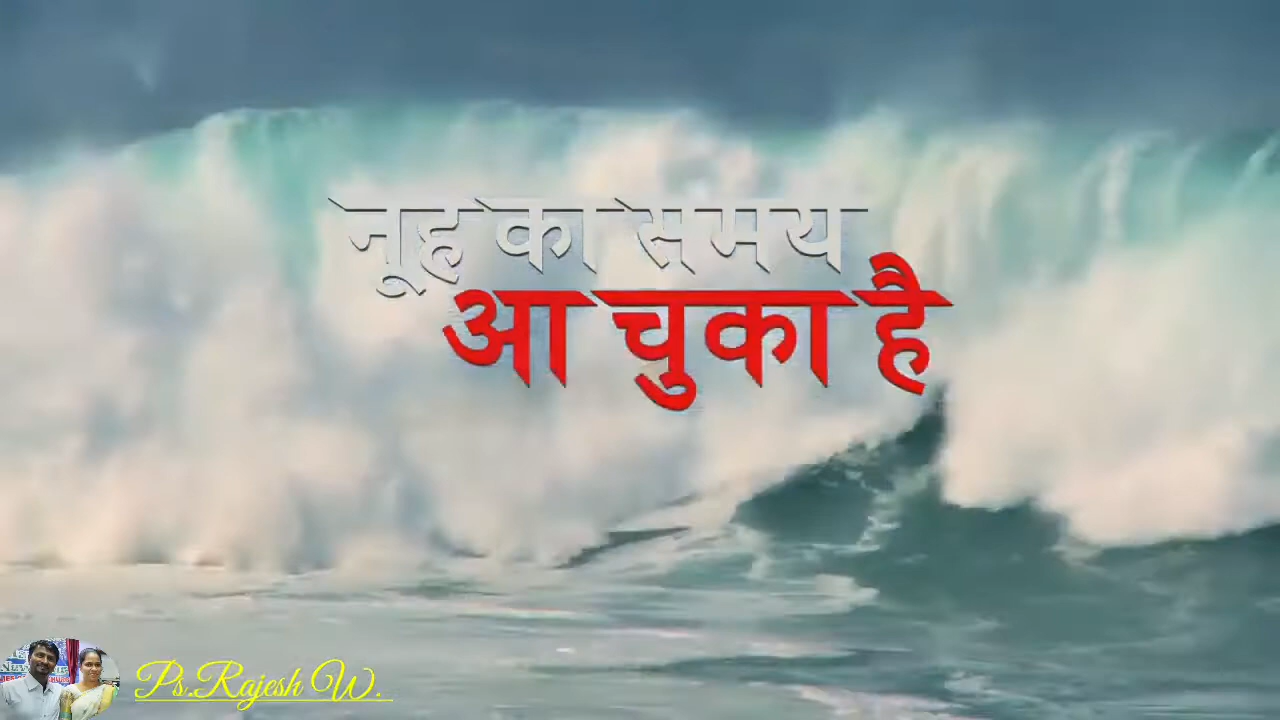 नूह का समय
आ चुका है
Ps.Rajesh W.